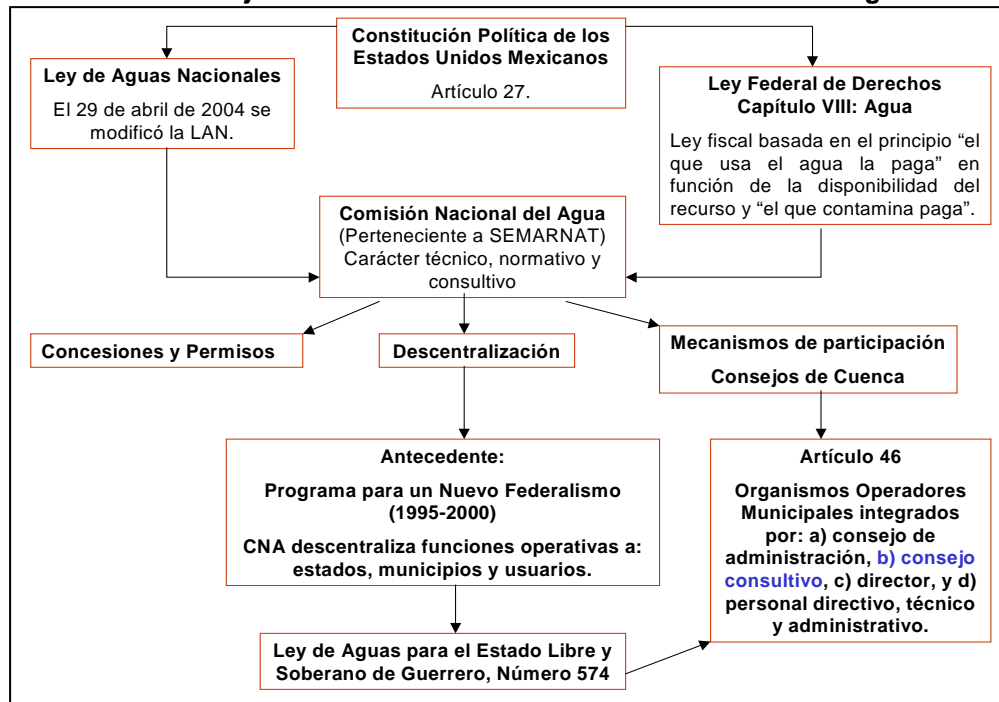 Constitución Política de los
Estados Unidos Mexicanos
Artículo 27.
Ley de Aguas Nacionales
El 29 de abril de 2004 se
modificó la LAN.
Ley Federal de Derechos
Capítulo VIII: Agua
Ley fiscal basada en el principio “el
que usa el agua la paga” en
función de la disponibilidad del
recurso y “el que contamina paga”.
Comisión Nacional del Agua
(Perteneciente a SEMARNAT)
Carácter técnico, normativo y
consultivo
Concesiones y Permisos
Descentralización
Mecanismos de participación
Consejos de Cuenca
Antecedente:
Programa para un Nuevo Federalismo
(1995-2000)
CNA descentraliza funciones operativas a:
estados, municipios y usuarios.
Artículo 46
Organismos Operadores
Municipales integrados
por: a) consejo de
administración, b) consejo
consultivo, c) director, y d)
personal directivo, técnico
y administrativo.
Ley de Aguas para el Estado Libre y
Soberano de Guerrero, Número 574